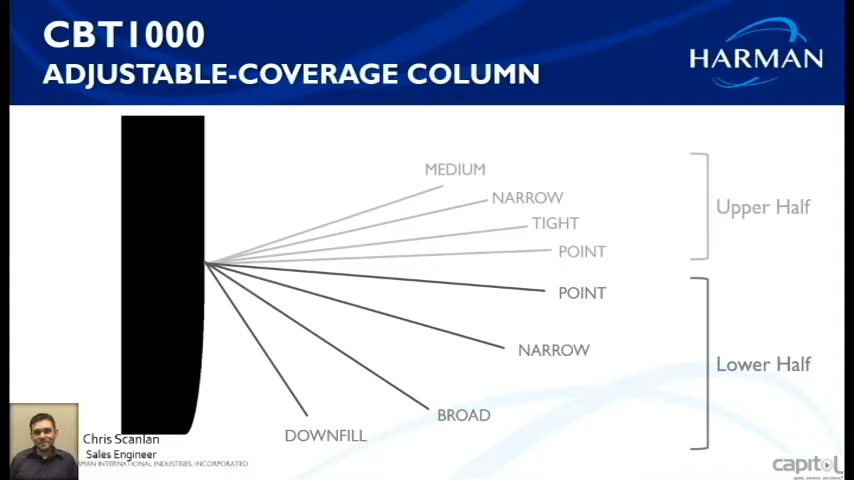 CBT1000
ADJUSTABLE-COVERAGE COLUMN
HARMAN
MEDIUM
NARROW
TIGHT
POINT
Upper Half
POINT
NARROW
Lower Half
BROAD
DOWNFILL
Chris Scanlan
Sales Engineer
MAN INTERNATIONAL INDUSTRIES, INCORPORATED
capitol